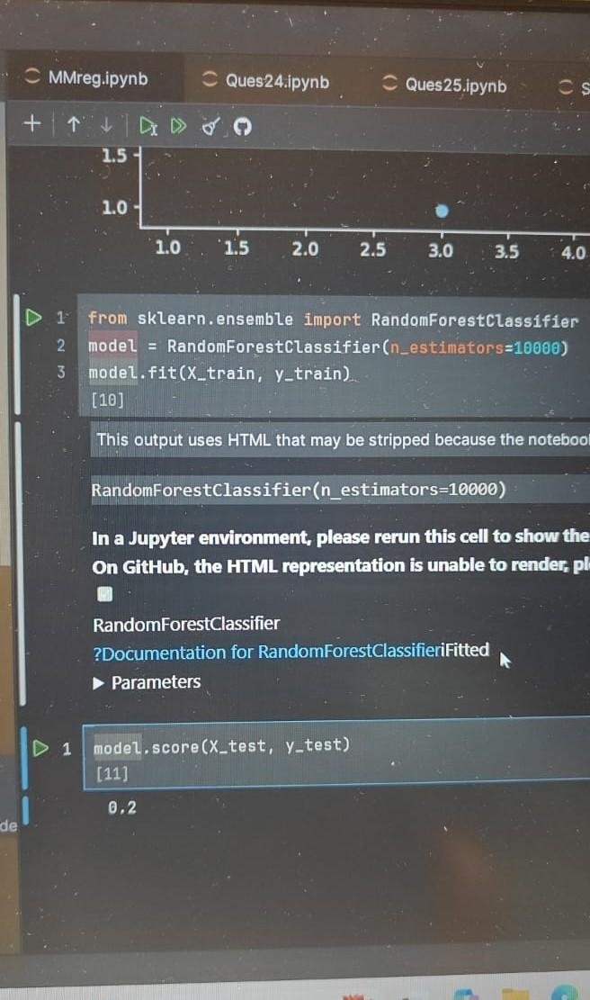 MMreg.ipynb Ques24.ipynb Ques25.ipynb S
1.5
1.0
1.0 1.5 2.0 2.5 3.0 3.5 4.0
1 from sklearn.ensemble import RandomForestClassifier
2 model = RandomForestClassifier(n_estimators=10000)
3 model.fit(X_train, y_train)
[10]
This output uses HTML that may be stripped because the noteboo
RandomForestClassifier(n_estimators=10000)
In a Jupyter environment, please rerun this cell to show the
On GitHub, the HTML representation is unable to render, pl
RandomForestClassifier
?Documentation for RandomForestClassifieriFitted
▶ Parameters
1 model.score(X_test, y_test)
[11]
0.2
de